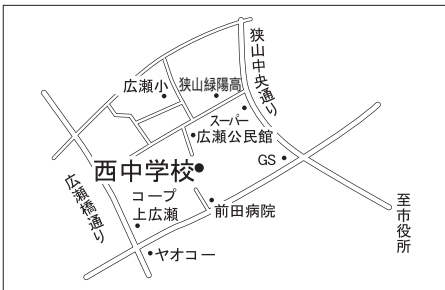 狭山中央通り
広瀬小
狭山緑陽高
スーパー
広瀬公民館
西中学校
GS
広瀬橋通り
コープ
上広瀬
前田病院
ヤオコー
至市役所